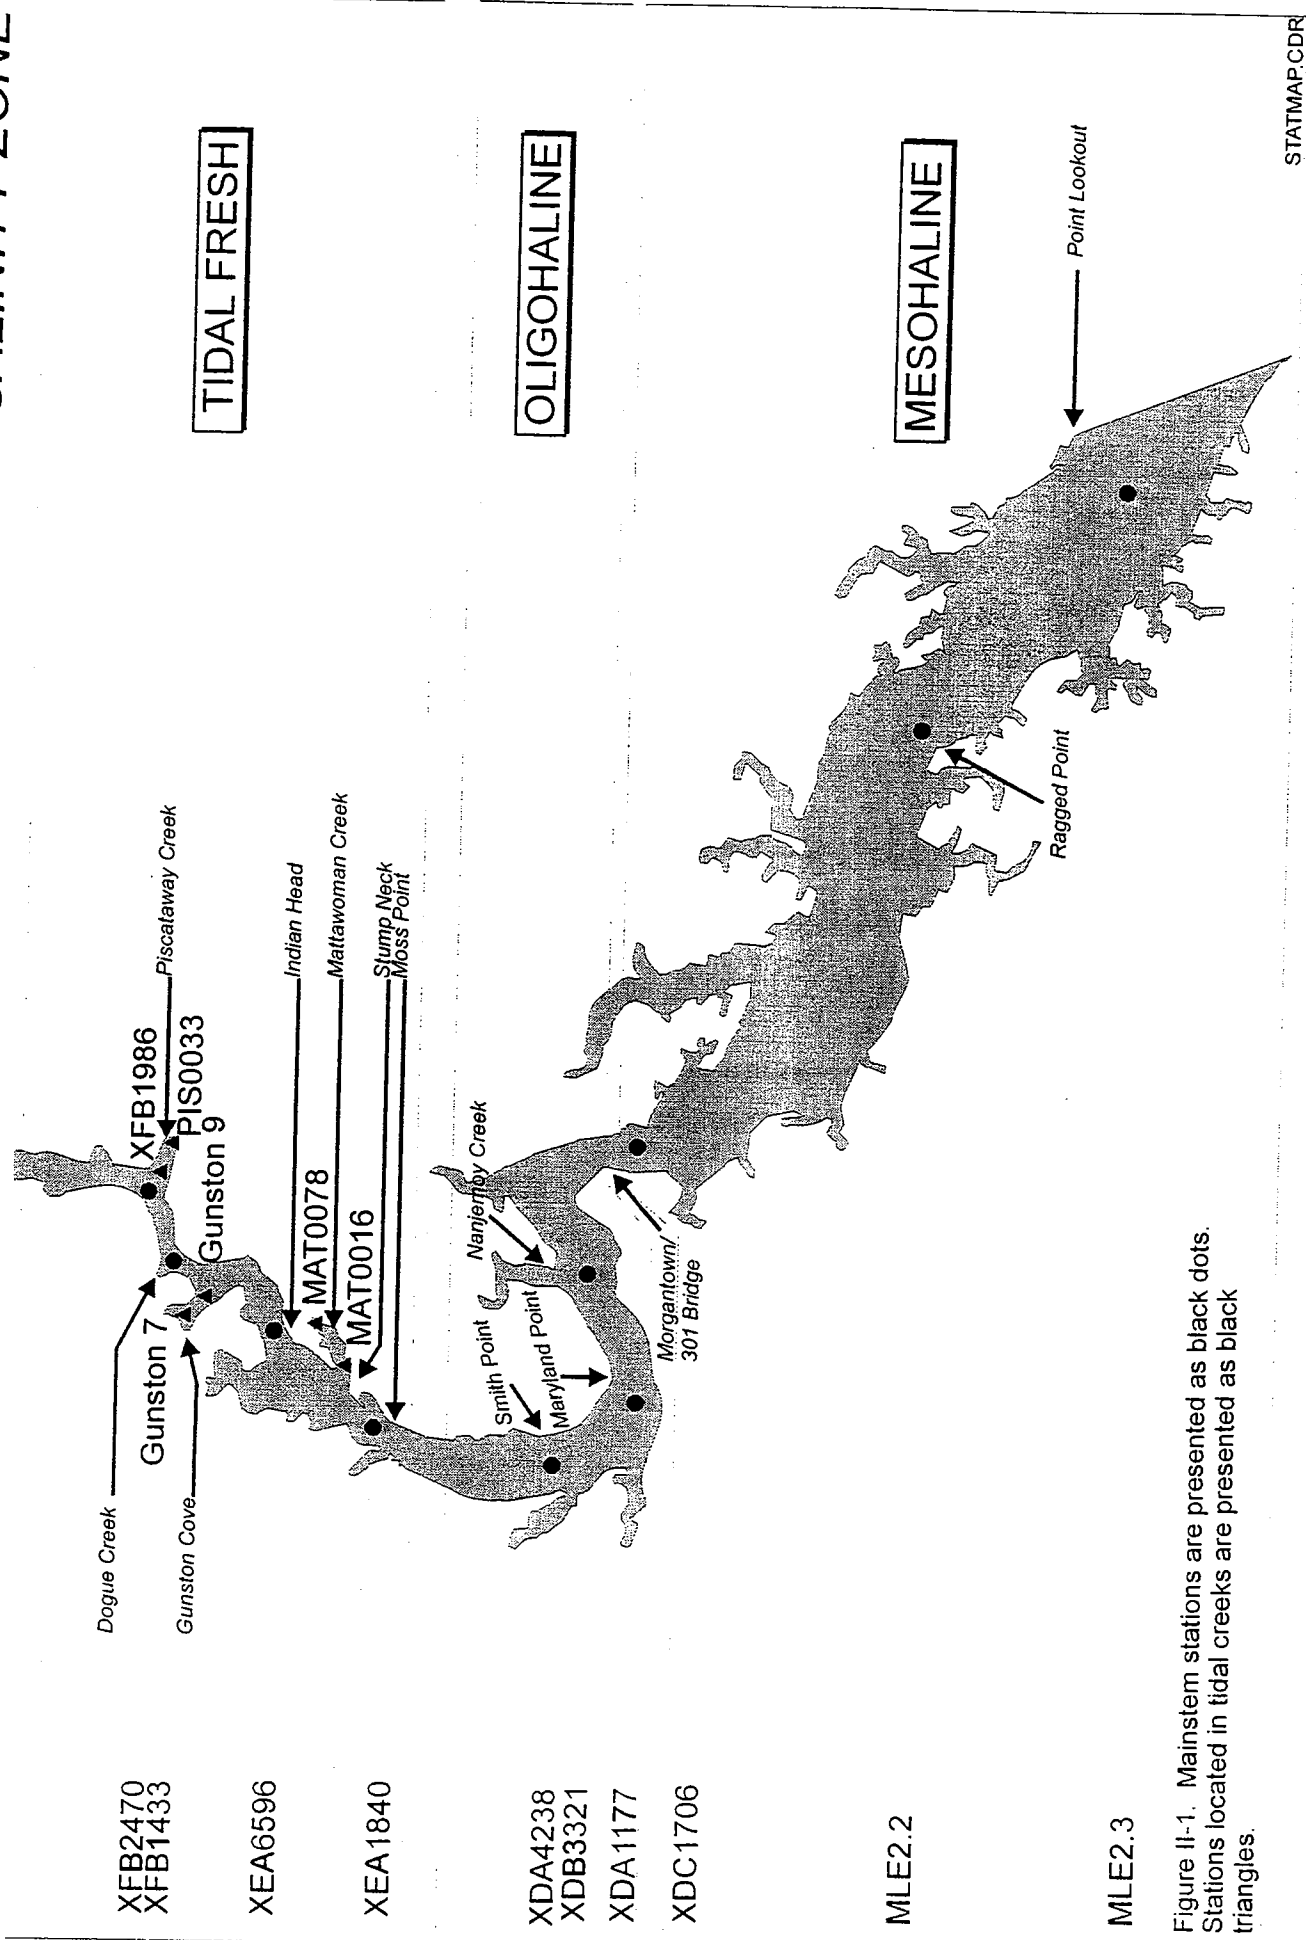 TIDAL FRESH
OLIGOHALINE
MESOHALINE
XFB2470
XFB1433
XEA6596
XEA1840
XDA4238
XDB3321
XDA1177
XDC1706
MLE2.2
MLE2.3
Dogue Creek
Gunston 7
Gunston Cove
XFB1986
Piscataway Creek
PIS0033
Gunston 9
Indian Head
MAT0078
Mattawoman Creek
MAT0016
Stump Neck
Moss Point
Nanjemoy Creek
Smith Point
Maryland Point
Morgantown/
301 Bridge
Ragged Point
Point Lookout
Figure II-1. Mainstem stations are presented as black dots.
Stations located in tidal creeks are presented as black
triangles.
STATMAP.CDR